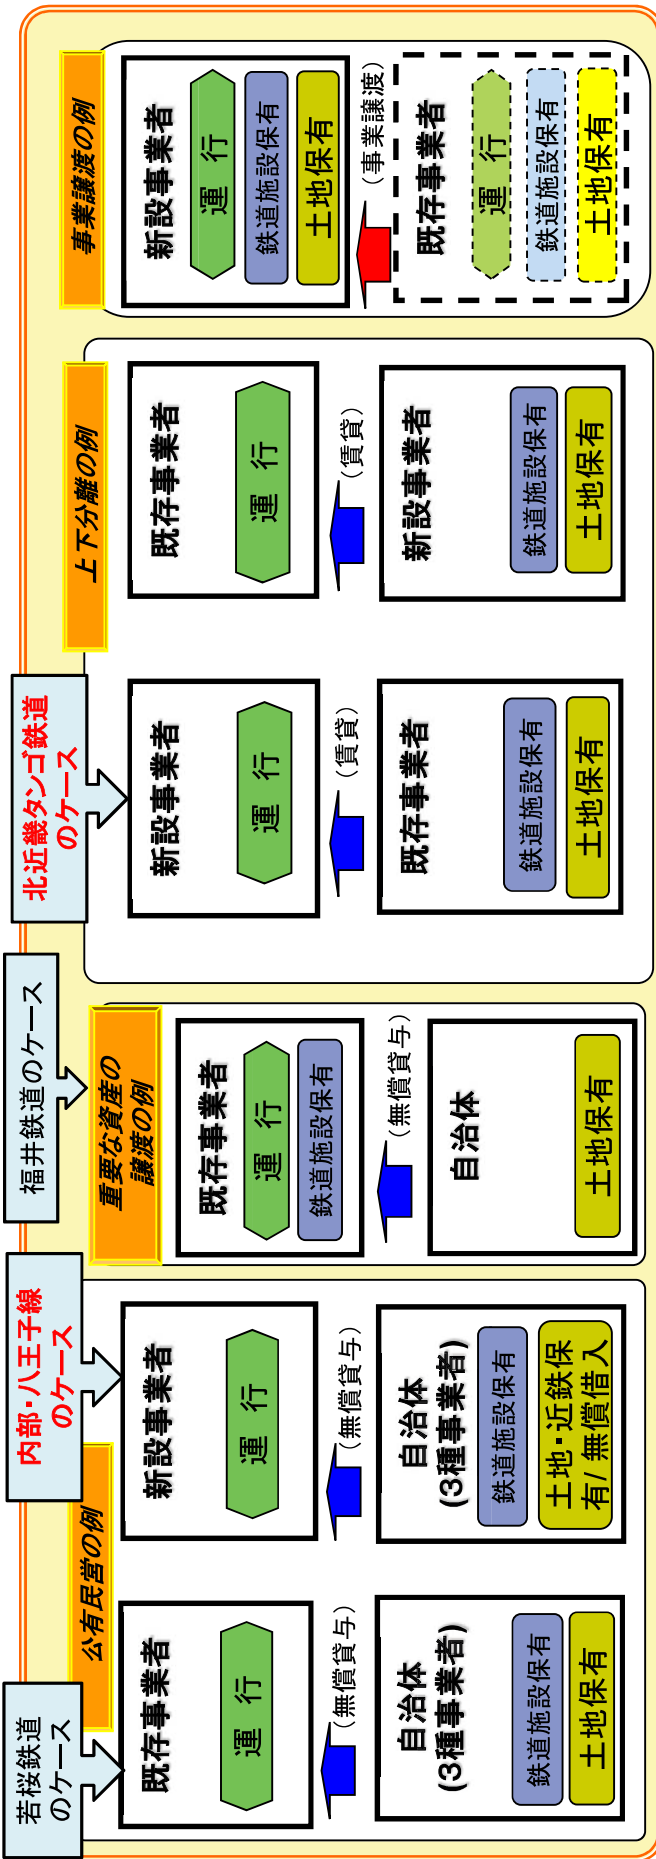 若桜鉄道
のケース
公有民営の例
既存事業者
運 行
(無償貸与)
自治体
(3種事業者)
鉄道施設保有
土地保有
内部・八王子線
のケース
新設事業者
運 行
(無償貸与)
自治体
(3種事業者)
鉄道施設保有
土地・近鉄保
有/無償借入
福井鉄道のケース
重要な資産の
譲渡の例
既存事業者
運 行
鉄道施設保有
(無償貸与)
自治体
土地保有
北近畿タンゴ鉄道
のケース
上下分離の例
新設事業者
運 行
(賃貸)
既存事業者
鉄道施設保有
土地保有
既存事業者
運 行
(賃貸)
新設事業者
鉄道施設保有
土地保有
事業譲渡の例
新設事業者
運 行
鉄道施設保有
土地保有
(事業譲渡)
既存事業者
運 行
鉄道施設保有
土地保有